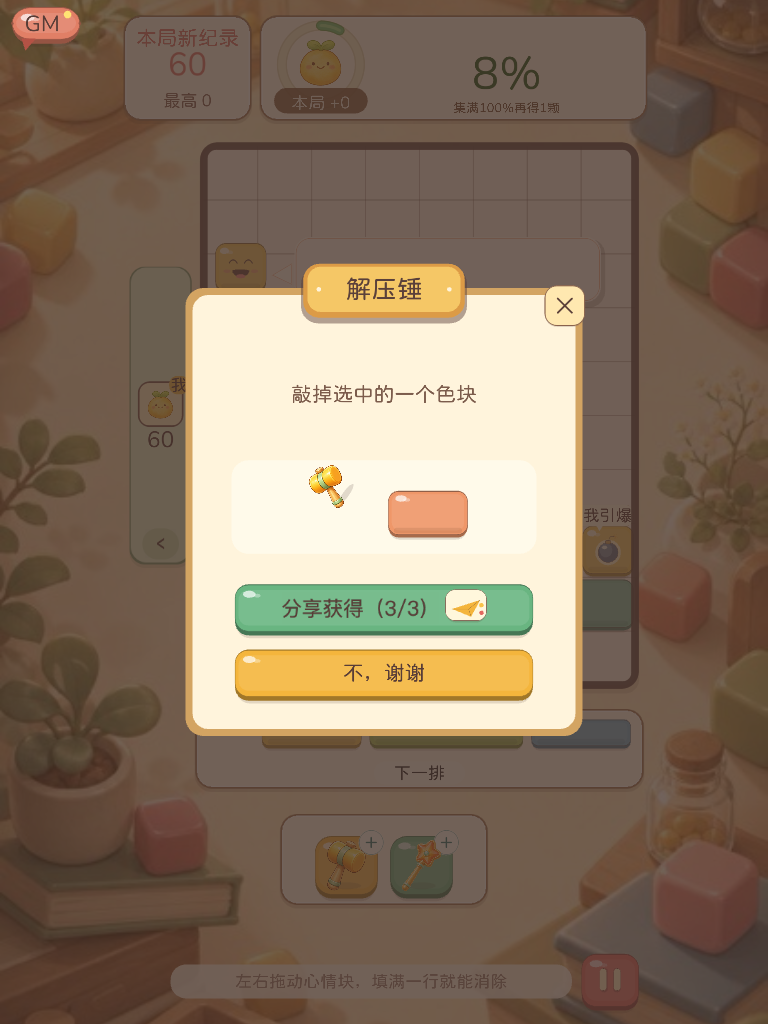 GM
本局新纪录
60
最高 0
本局 +0
8%
集满100%再得1颗
解压锤
敲掉选中的一个色块
我
60
<
我引爆
分享获得（3/3）
不，谢谢
下一排
左右拖动心情块，填满一行就能消除